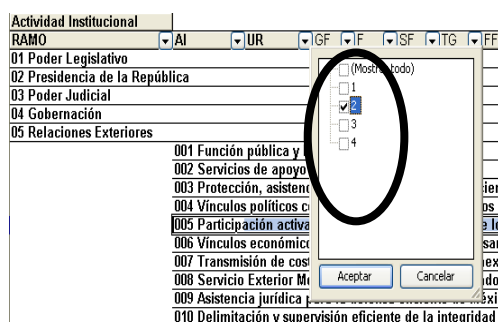 Actividad Institucional
RAMO AI UR GF F SF TG FF
01 Poder Legislativo
02 Presidencia de la República
03 Poder Judicial
04 Gobernación
05 Relaciones Exteriores
(Mostrar todo)
1
2
3
4
Aceptar Cancelar
001 Función pública y
002 Servicios de apoyo
003 Protección, asistenc
004 Vínculos políticos c
005 Participación activa
006 Vínculos económico
007 Transmisión de cos
008 Servicio Exterior M
009 Asistencia jurídica
010 Delimitación y supervisión eficiente de la integridad